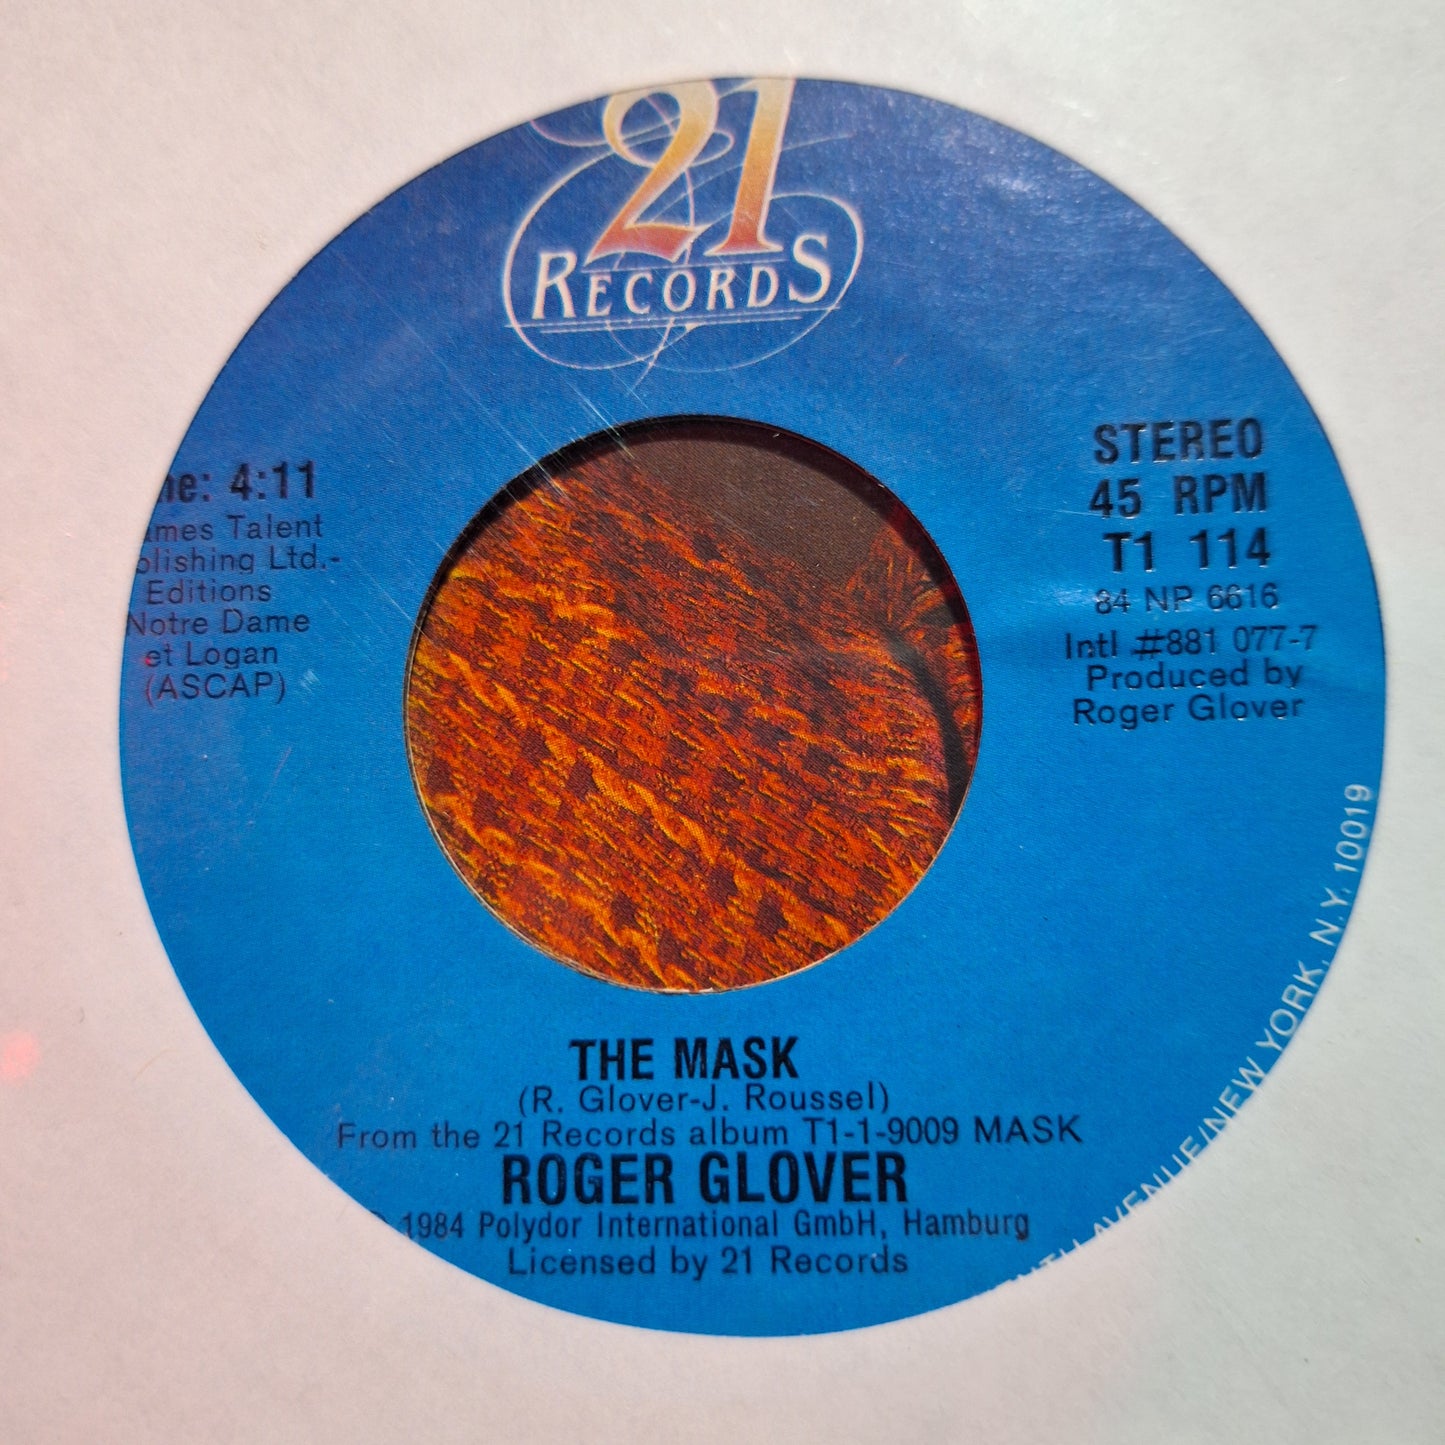 21
RECORDS
4:11
Talent
Ltd.-
Editions
Notre Dame
et Logan
(ASCAP)
STEREO
45 RPM
T1 114
84 NP 6616
Intl #881 077-7
Produced by
Roger Glover
THE MASK
(R. Glover-J. Roussel)
From the 21 Records album T1-1-9009 MASK
ROGER GLOVER
1984 Polydor International GmbH, Hamburg
Licensed by 21 Records
AVENUE/NEW YORK, N.Y. 10019